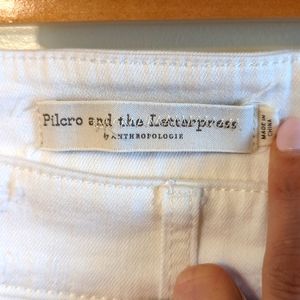 Pilcro and the Letterpress
by ANTHROPOLOGIE
MADE IN
CHINA